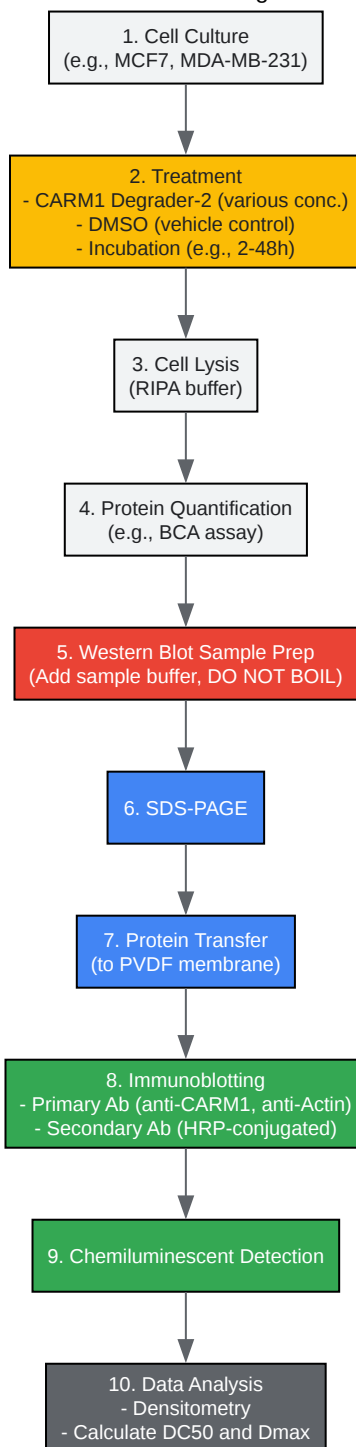 1. Cell Culture
(e.g., MCF7, MDA-MB-231)
2. Treatment
- CARM1 Degrader-2 (various conc.)
- DMSO (vehicle control)
- Incubation (e.g., 2-48h)
3. Cell Lysis
(RIPA buffer)
4. Protein Quantification
(e.g., BCA assay)
5. Western Blot Sample Prep
(Add sample buffer, DO NOT BOIL)
6. SDS-PAGE
7. Protein Transfer
(to PVDF membrane)
8. Immunoblotting
- Primary Ab (anti-CARM1, anti-Actin)
- Secondary Ab (HRP-conjugated)
9. Chemiluminescent Detection
10. Data Analysis
- Densitometry
- Calculate DC50 and Dmax